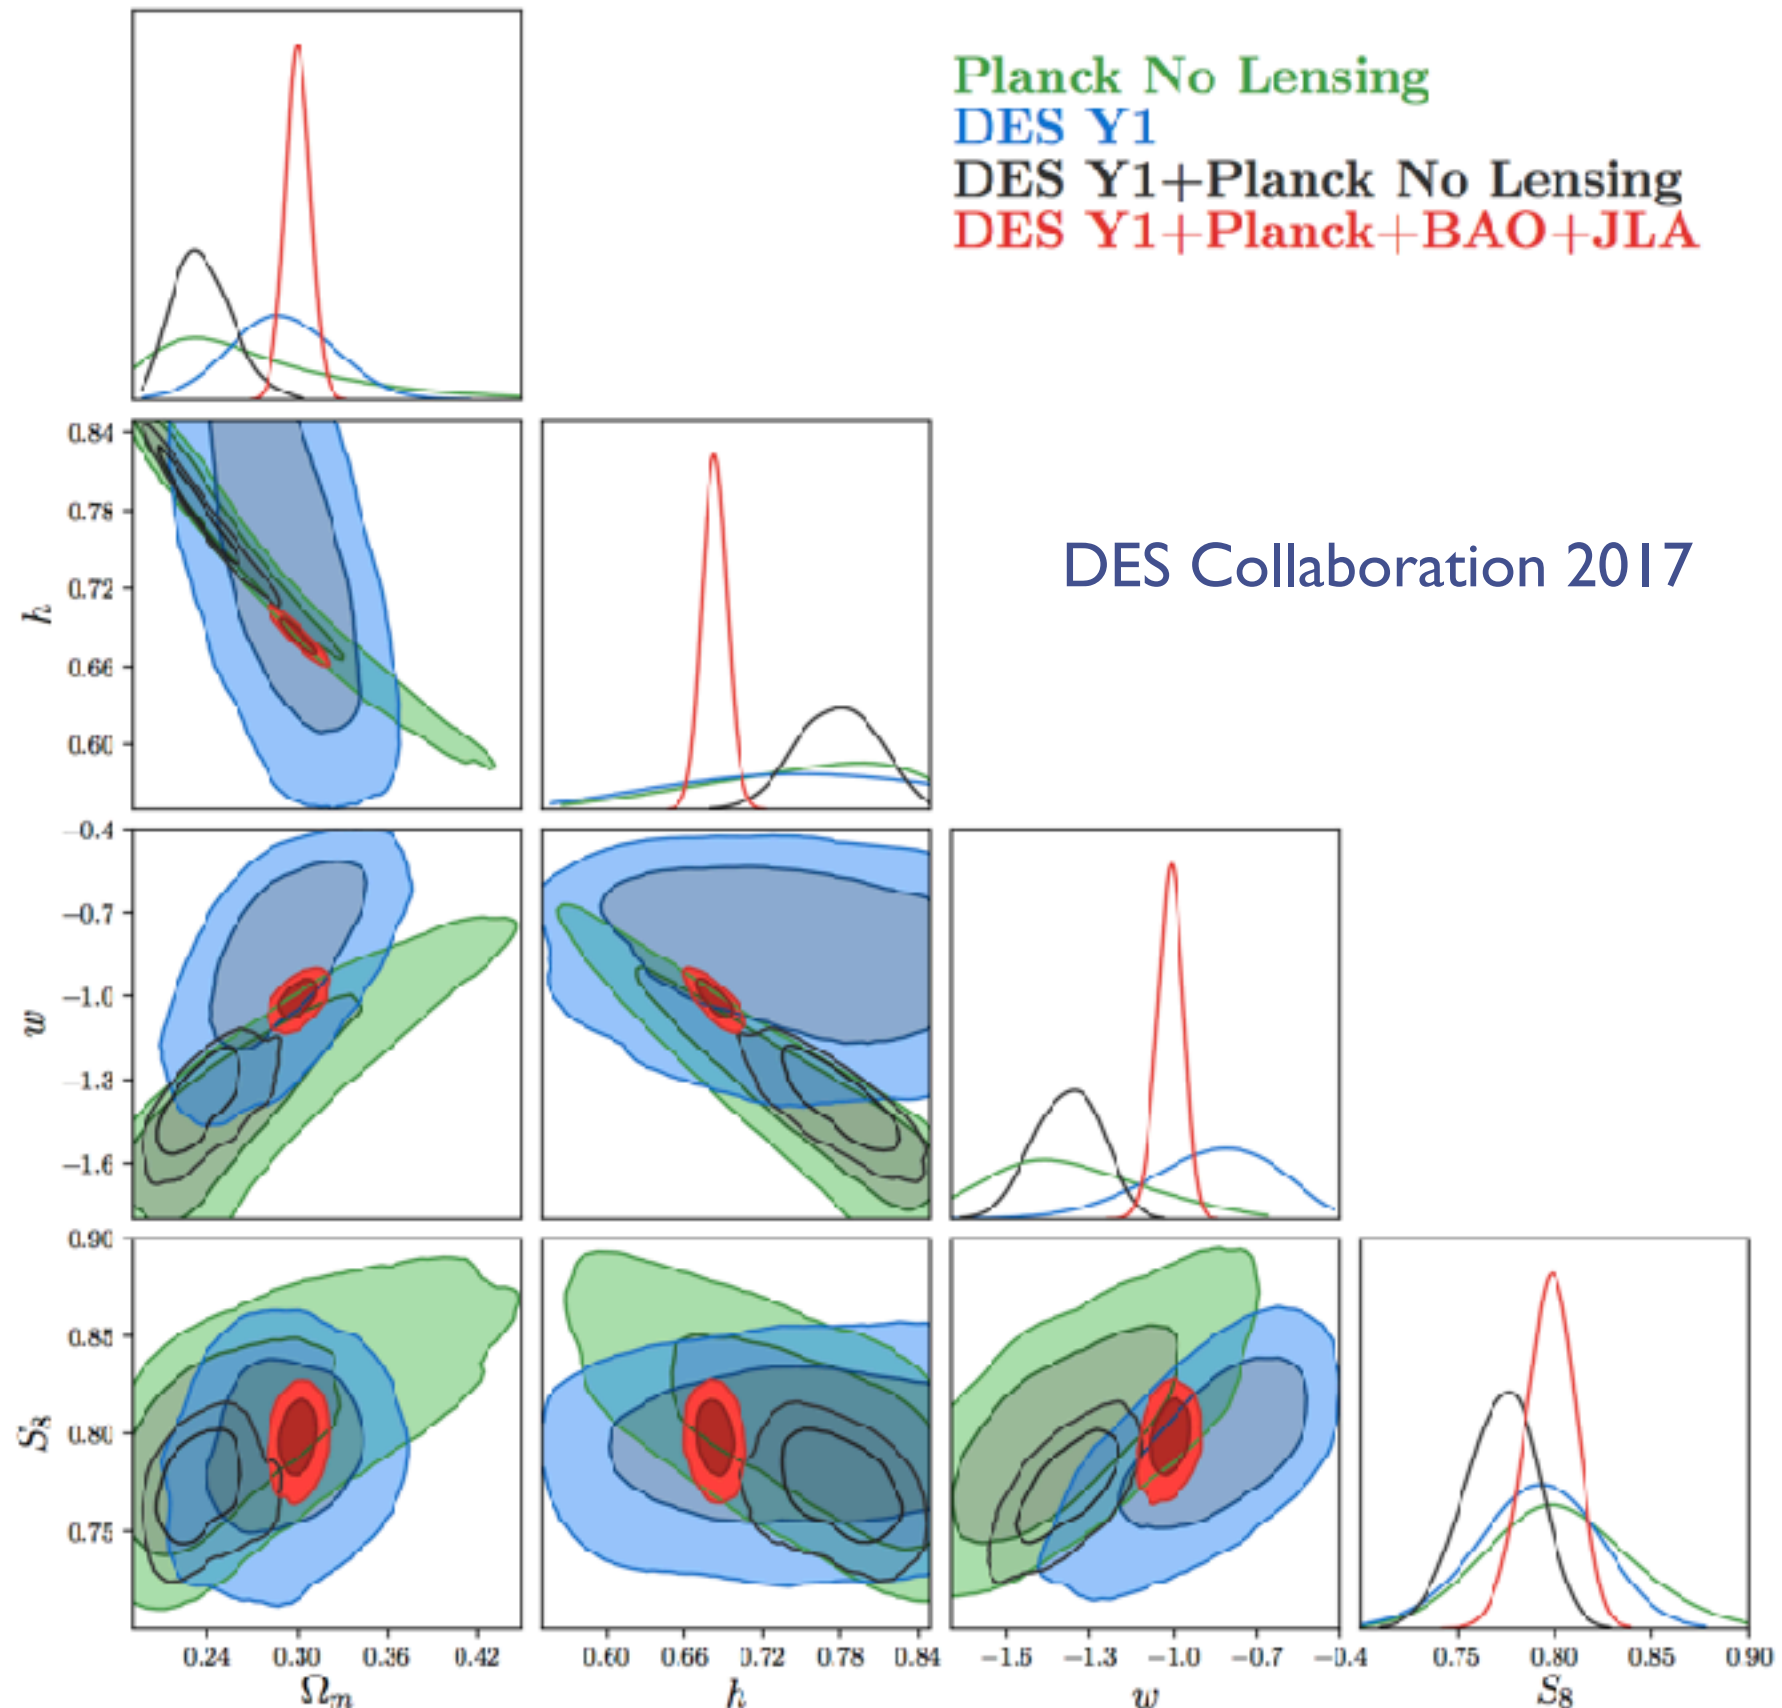 Planck No Lensing
DES Y1
DES Y1+Planck No Lensing
DES Y1+Planck+BAO+JLA
DES Collaboration 2017
0.84
0.78
0.72
0.66
0.60
h
−0.4
−0.7
−1.0
−1.3
−1.6
w
0.90
0.85
0.80
0.75
S8
0.24 0.30 0.36 0.42
Ωm
0.60 0.66 0.72 0.78 0.84
h
−1.6 −1.3 −1.0 −0.7 −0.4
w
0.75 0.80 0.85 0.90
S8